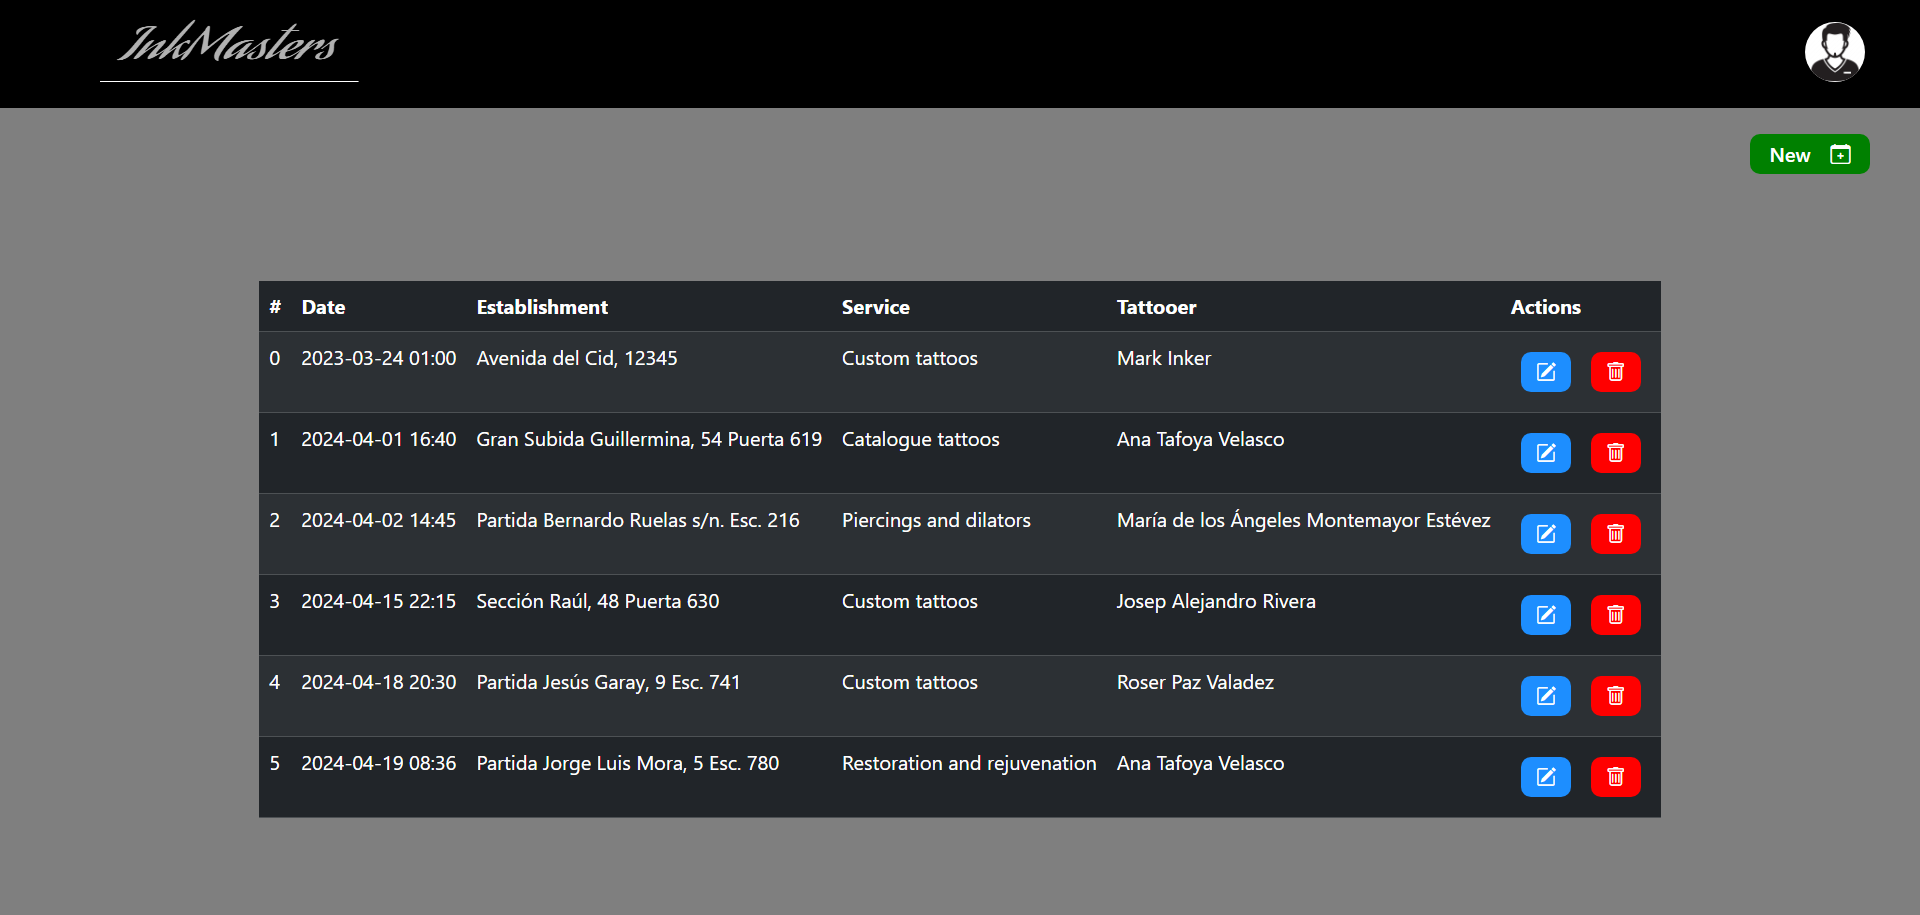 InkMasters
New
# Date Establishment Service Tattooer Actions
0 2023-03-24 01:00 Avenida del Cid, 12345 Custom tattoos Mark Inker
1 2024-04-01 16:40 Gran Subida Guillermina, 54 Puerta 619 Catalogue tattoos Ana Tafoya Velasco
2 2024-04-02 14:45 Partida Bernardo Ruelas s/n. Esc. 216 Piercings and dilators María de los Ángeles Montemayor Estévez
3 2024-04-15 22:15 Sección Raúl, 48 Puerta 630 Custom tattoos Josep Alejandro Rivera
4 2024-04-18 20:30 Partida Jesús Garay, 9 Esc. 741 Custom tattoos Roser Paz Valadez
5 2024-04-19 08:36 Partida Jorge Luis Mora, 5 Esc. 780 Restoration and rejuvenation Ana Tafoya Velasco